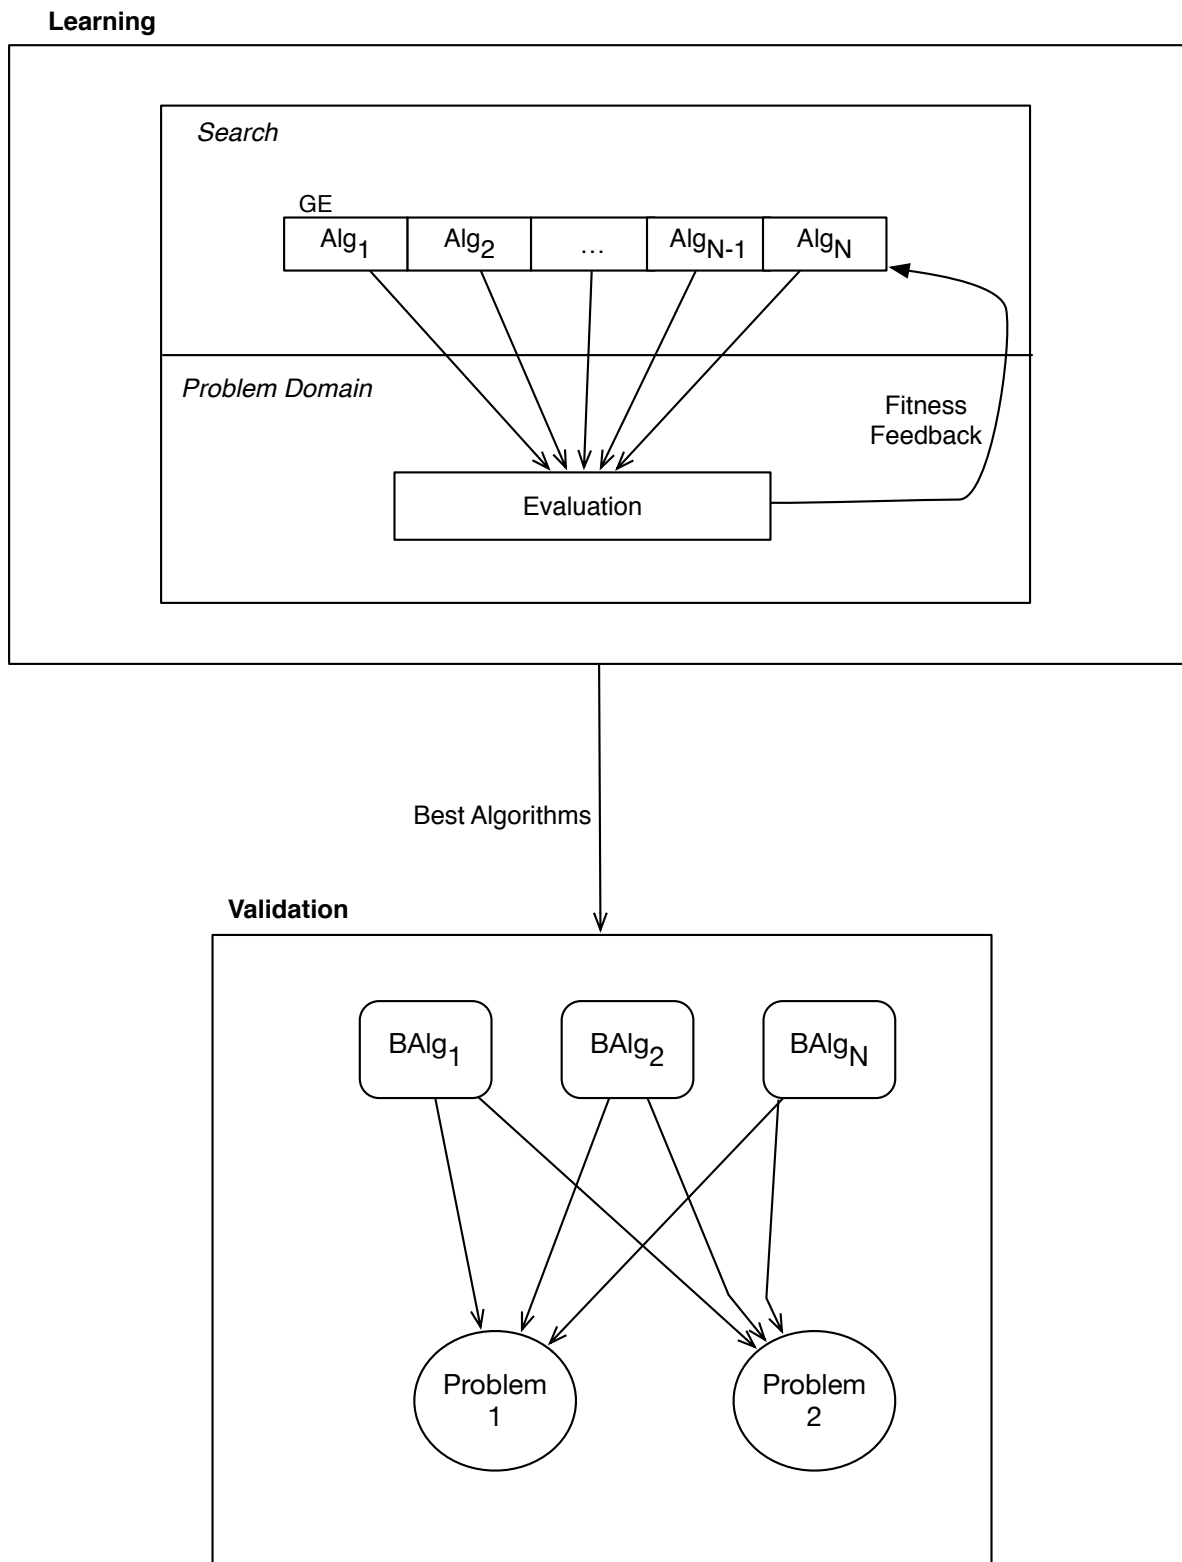 Learning
Search
GE
Alg1
Alg2
...
AlgN-1
AlgN
Problem Domain
Fitness
Feedback
Evaluation
Best Algorithms
Validation
BAlg1
BAlg2
BAlgN
Problem
1
Problem
2